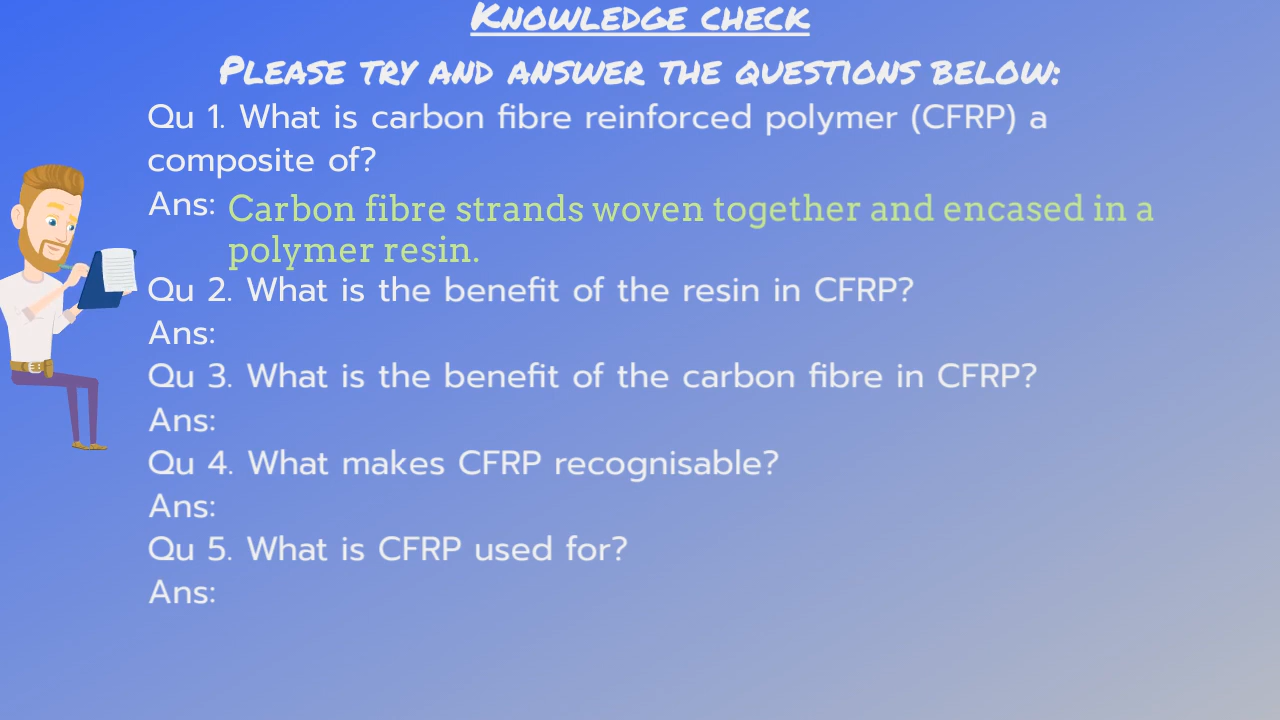 Knowledge check
Please try and answer the questions below:
Qu 1. What is carbon fibre reinforced polymer (CFRP) a
composite of?
Ans: Carbon fibre strands woven together and encased in a
polymer resin.
Qu 2. What is the benefit of the resin in CFRP?
Ans:
Qu 3. What is the benefit of the carbon fibre in CFRP?
Ans:
Qu 4. What makes CFRP recognisable?
Ans:
Qu 5. What is CFRP used for?
Ans: